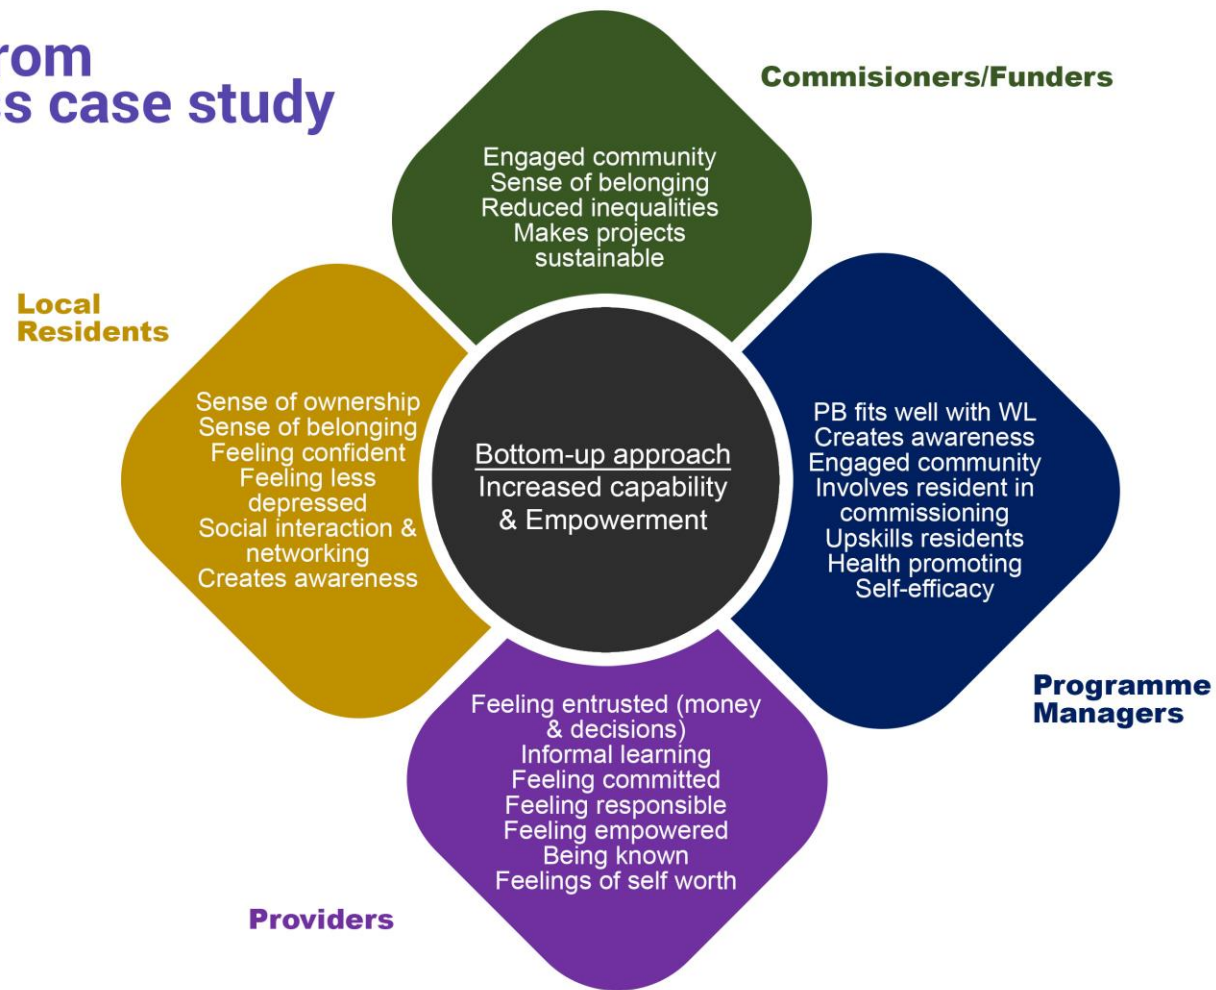 rom
ss case study
Commisioners/Funders
Engaged community
Sense of belonging
Reduced inequalities
Makes projects
sustainable
Local
Residents
Sense of ownership
Sense of belonging
Feeling confident
Feeling less
depressed
Social interaction &
networking
Creates awareness
Bottom-up approach
Increased capability
& Empowerment
PB fits well with WL
Creates awareness
Engaged community
Involves resident in
commissioning
Upskills residents
Health promoting
Self-efficacy
Programme
Managers
Feeling entrusted (money
& decisions)
Informal learning
Feeling committed
Feeling responsible
Feeling empowered
Being known
Feelings of self worth
Providers